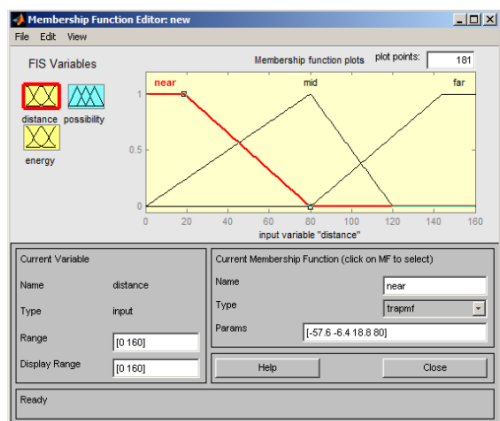 Membership Function Editor: new
File Edit View
FIS Variables
Membership function plots plot points: 181
near mid far
distance possibility
energy
1
0.5
0
0 20 40 60 80 100 120 140 160
input variable "distance"
Current Variable
Name distance
Type input
Range [0 160]
Display Range [0 160]
Current Membership Function (click on MF to select)
Name near
Type trapmf
Params [-57.6 -6.4 18.8 80]
Help Close
Ready